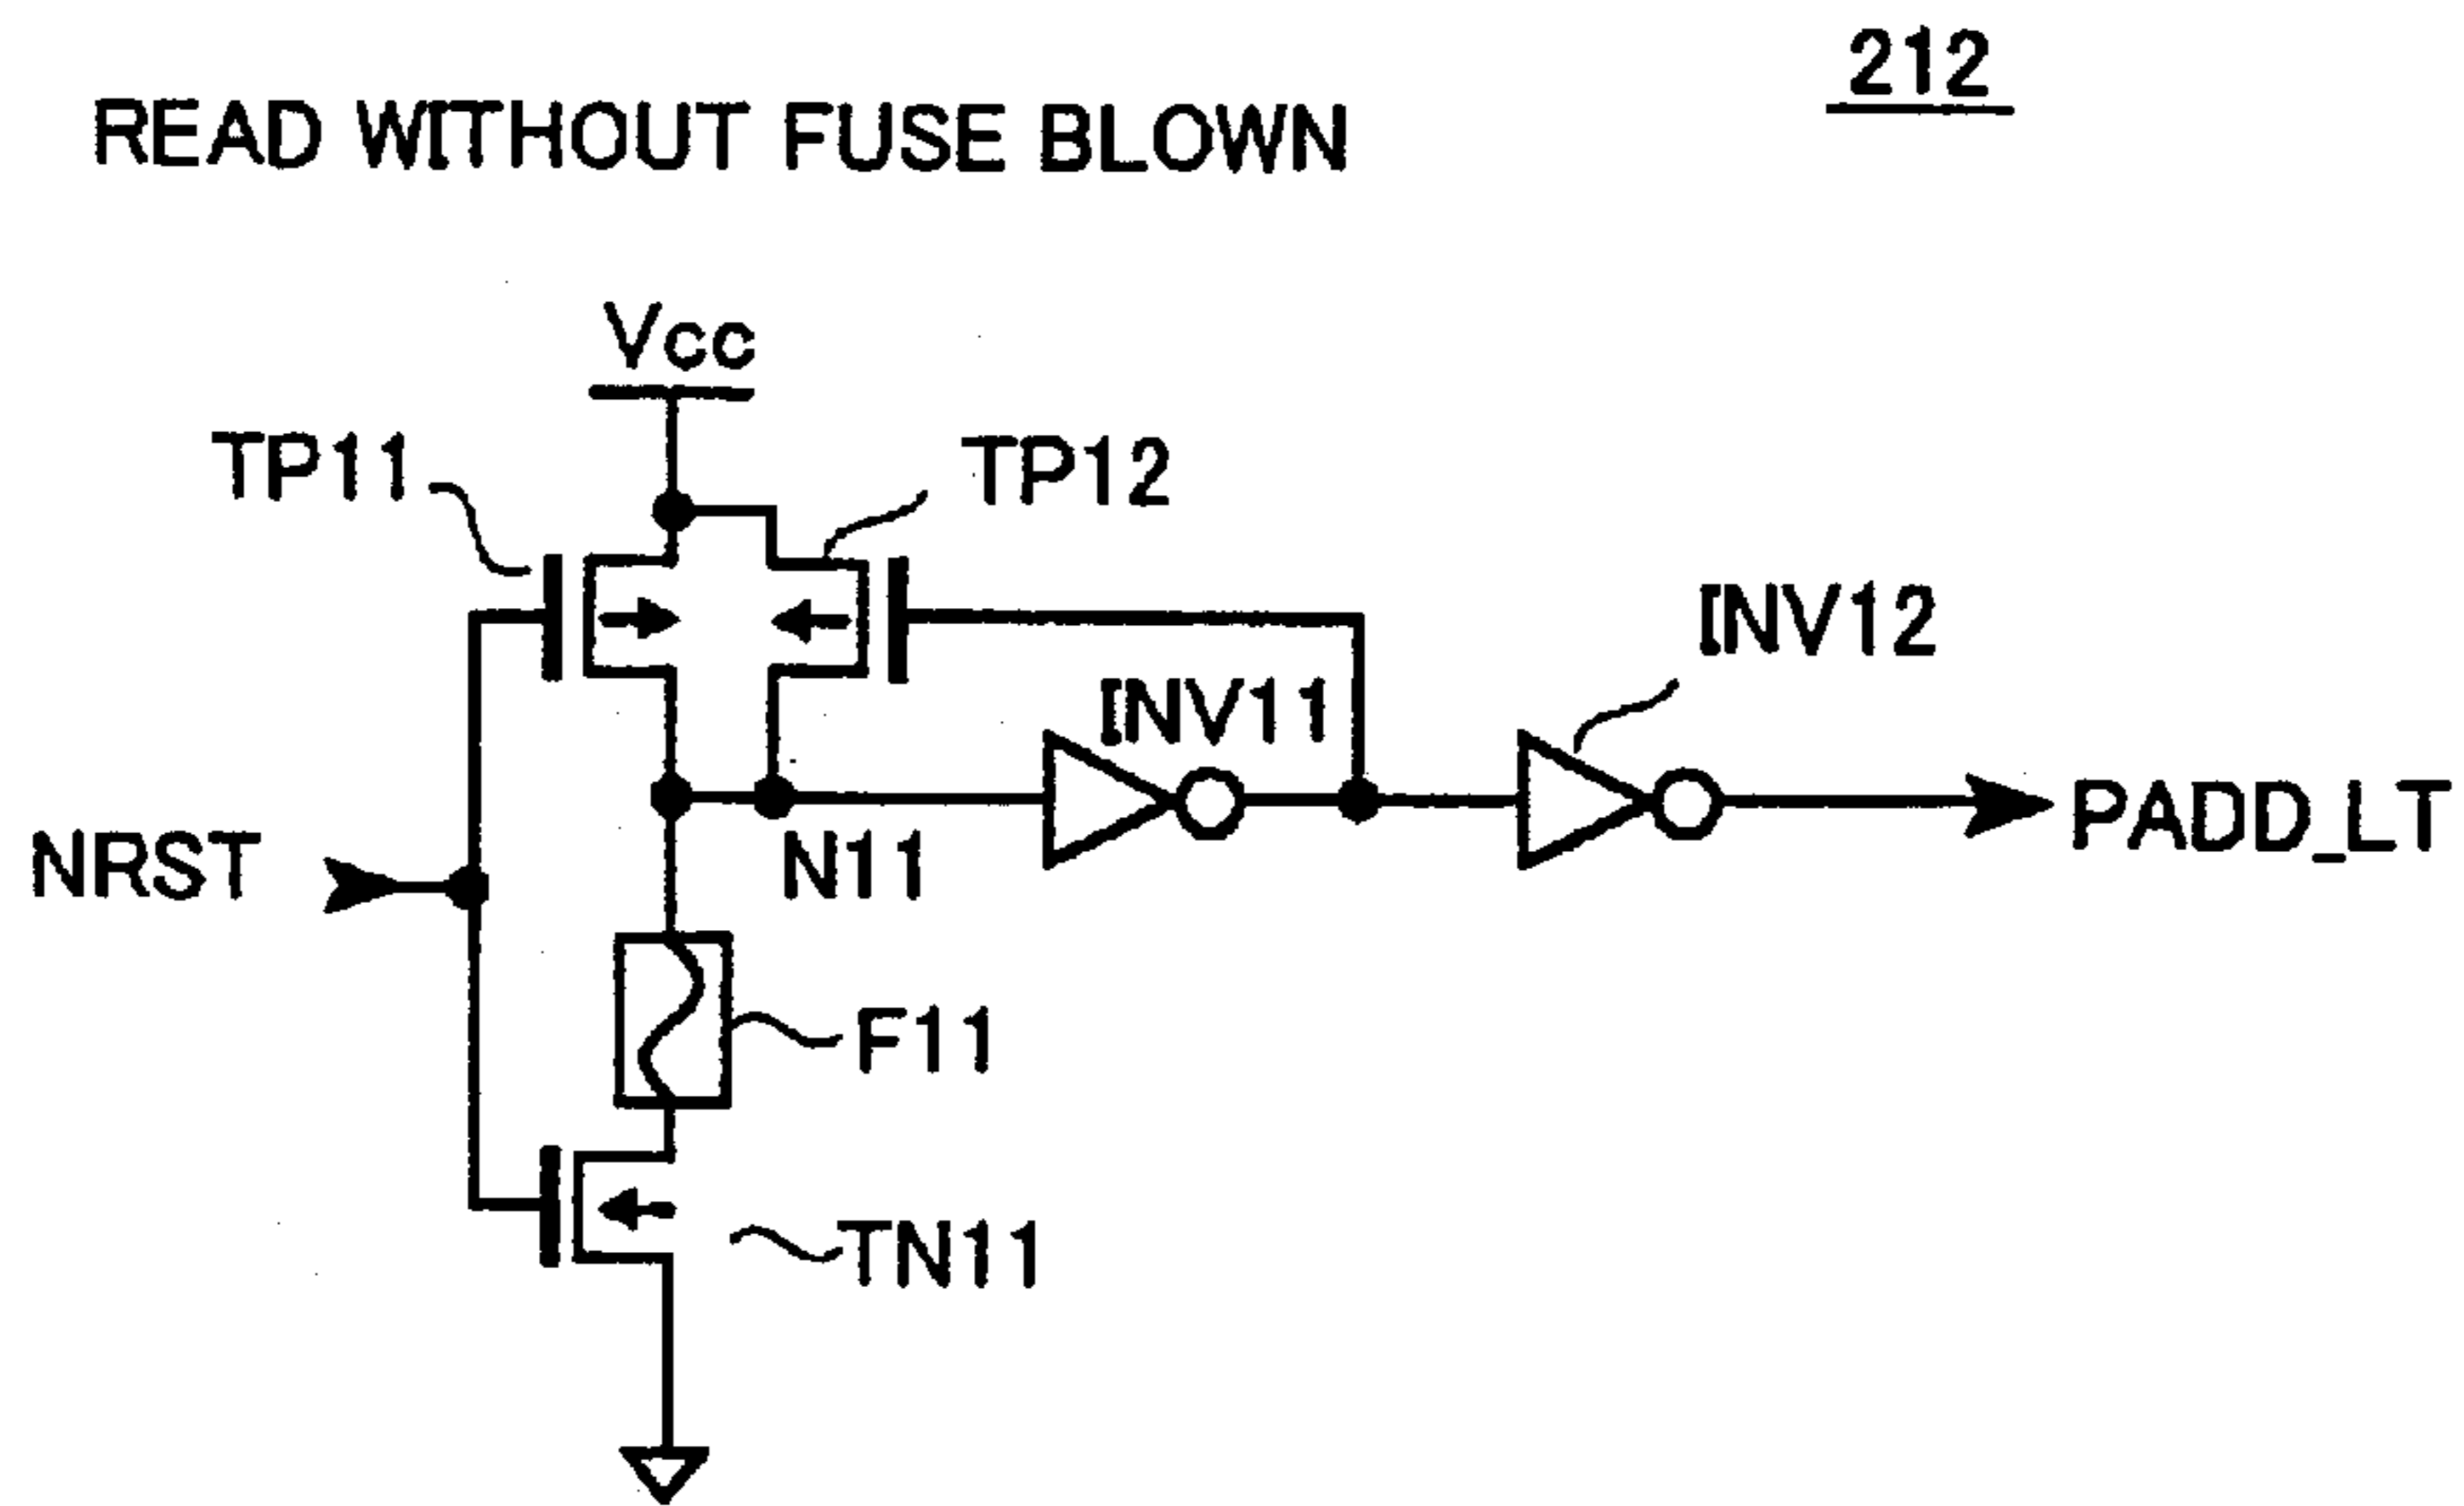 212
READ WITHOUT FUSE BLOWN
Vcc
TP11
TP12
INV12
INV11
PADD_LT
NRST
N11
F11
TN11